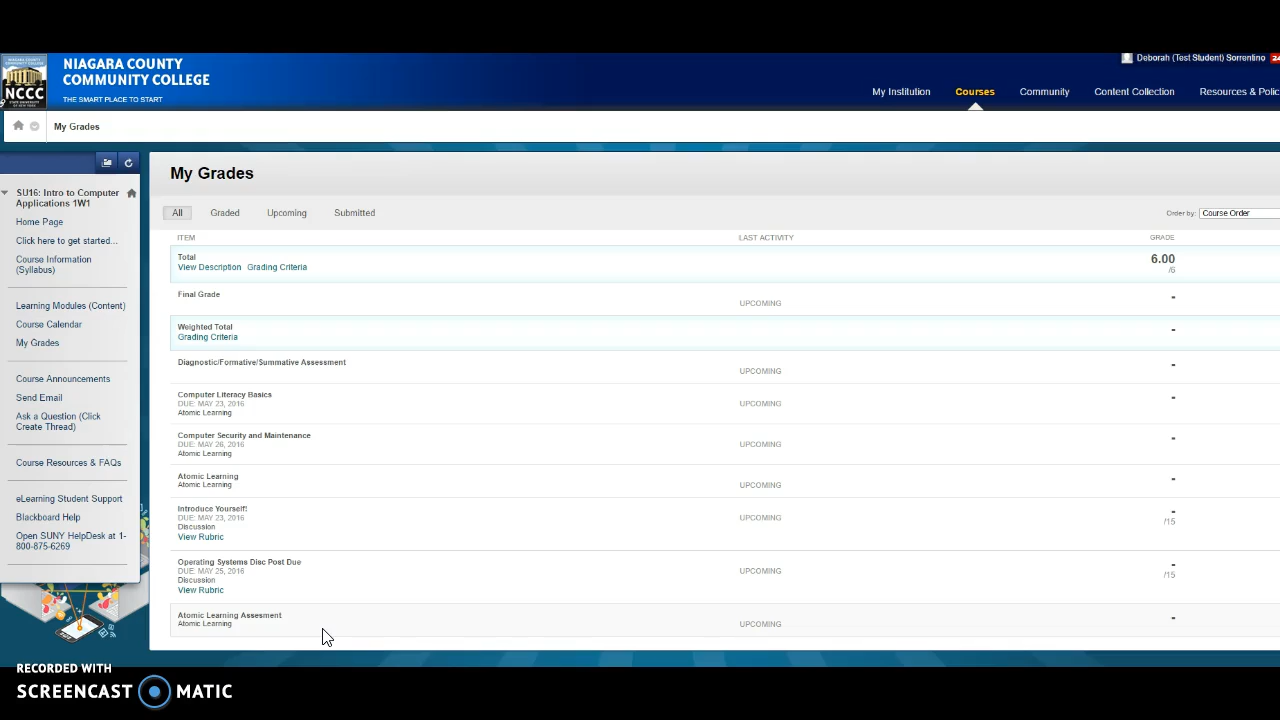 NIAGARA COUNTY
COMMUNITY COLLEGE
THE SMART PLACE TO START
NCCC
Deborah (Test Student) Sorrentino 24
My Institution Courses Community Content Collection Resources & Polic
My Grades
SU16: Intro to Computer
Applications 1W1
Home Page
Click here to get started...
Course Information
(Syllabus)
Learning Modules (Content)
Course Calendar
My Grades
Course Announcements
Send Email
Ask a Question (Click
Create Thread)
Course Resources & FAQs
eLearning Student Support
Blackboard Help
Open SUNY HelpDesk at 1-
800-875-6269
My Grades
All Graded Upcoming Submitted
Order by: Course Order
ITEM LAST ACTIVITY GRADE
Total
View Description Grading Criteria
6.00
/6
Final Grade
UPCOMING
-
Weighted Total
Grading Criteria
-
Diagnostic/Formative/Summative Assessment
UPCOMING
-
Computer Literacy Basics
DUE: MAY 23, 2016
Atomic Learning
UPCOMING
-
Computer Security and Maintenance
DUE: MAY 26, 2016
Atomic Learning
UPCOMING
-
Atomic Learning
Atomic Learning
UPCOMING
-
Introduce Yourself!
DUE: MAY 23, 2016
Discussion
View Rubric
UPCOMING
-
/15
Operating Systems Disc Post Due
DUE: MAY 25, 2016
Discussion
View Rubric
UPCOMING
-
/15
Atomic Learning Assesment
Atomic Learning
UPCOMING
-
RECORDED WITH
SCREENCAST MATIC